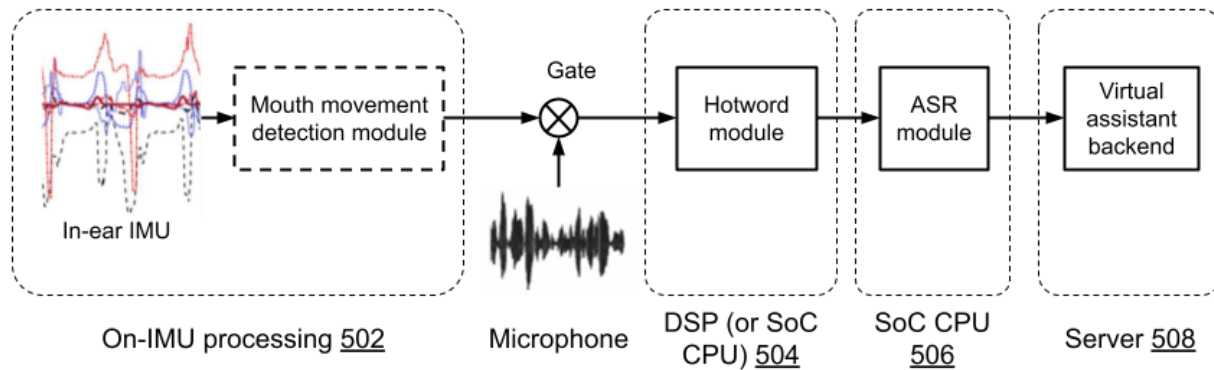 In-ear IMU
Mouth movement
detection module
Gate
Hotword
module
ASR
module
Virtual
assistant
backend
On-IMU processing 502
Microphone
DSP (or SoC
CPU) 504
SoC CPU
506
Server 508